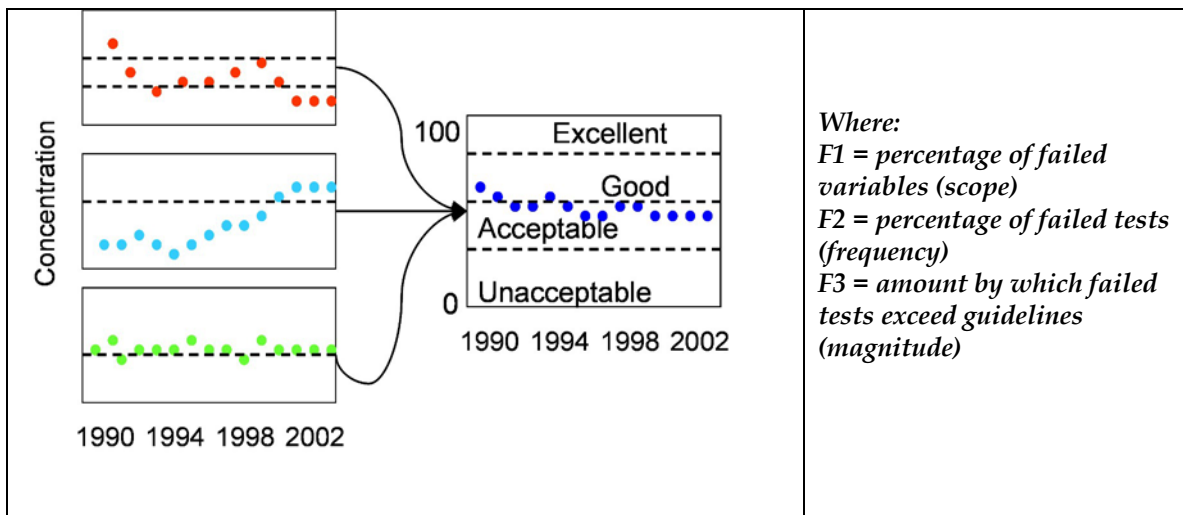 Concentration
1990 1994 1998 2002
100
Excellent
Good
Acceptable
Unacceptable
0
1990 1994 1998 2002
Where:
F1 = percentage of failed
variables (scope)
F2 = percentage of failed tests
(frequency)
F3 = amount by which failed
tests exceed guidelines
(magnitude)